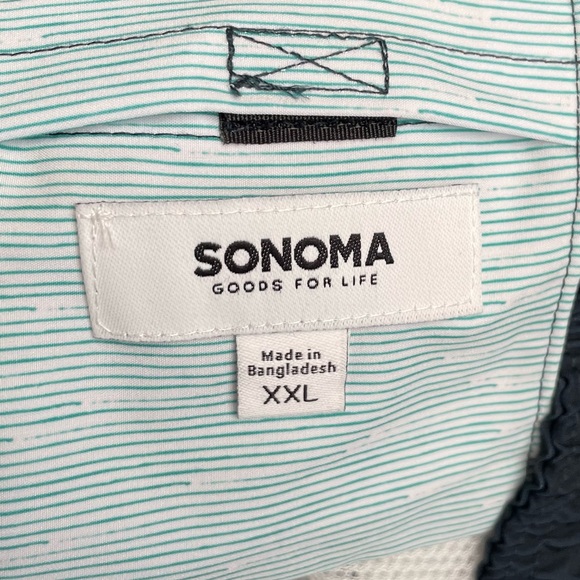 SONOMA
GOODS FOR LIFE
Made in
Bangladesh
XXL